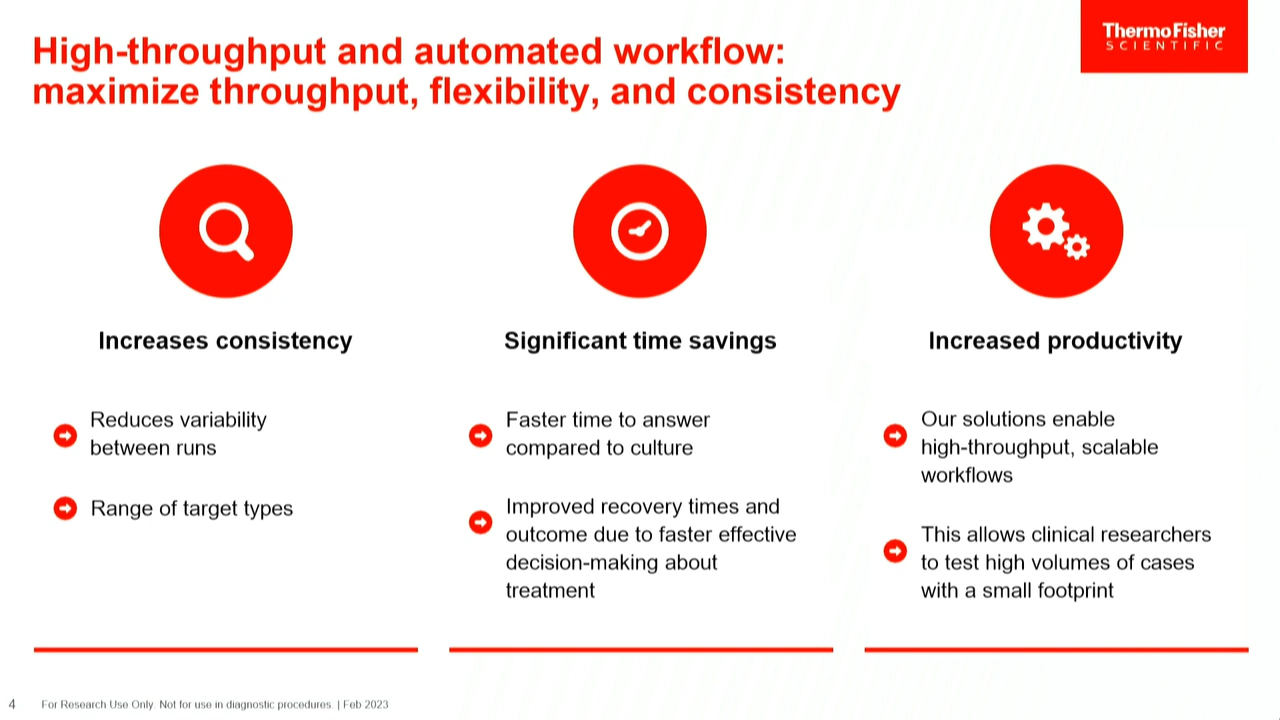 High-throughput and automated workflow:
maximize throughput, flexibility, and consistency
ThermoFisher
SCIENTIFIC
Increases consistency
Reduces variability
between runs
Range of target types
Significant time savings
Faster time to answer
compared to culture
Improved recovery times and
outcome due to faster effective
decision-making about
treatment
Increased productivity
Our solutions enable
high-throughput, scalable
workflows
This allows clinical researchers
to test high volumes of cases
with a small footprint
4 For Research Use Only. Not for use in diagnostic procedures. | Feb 2023